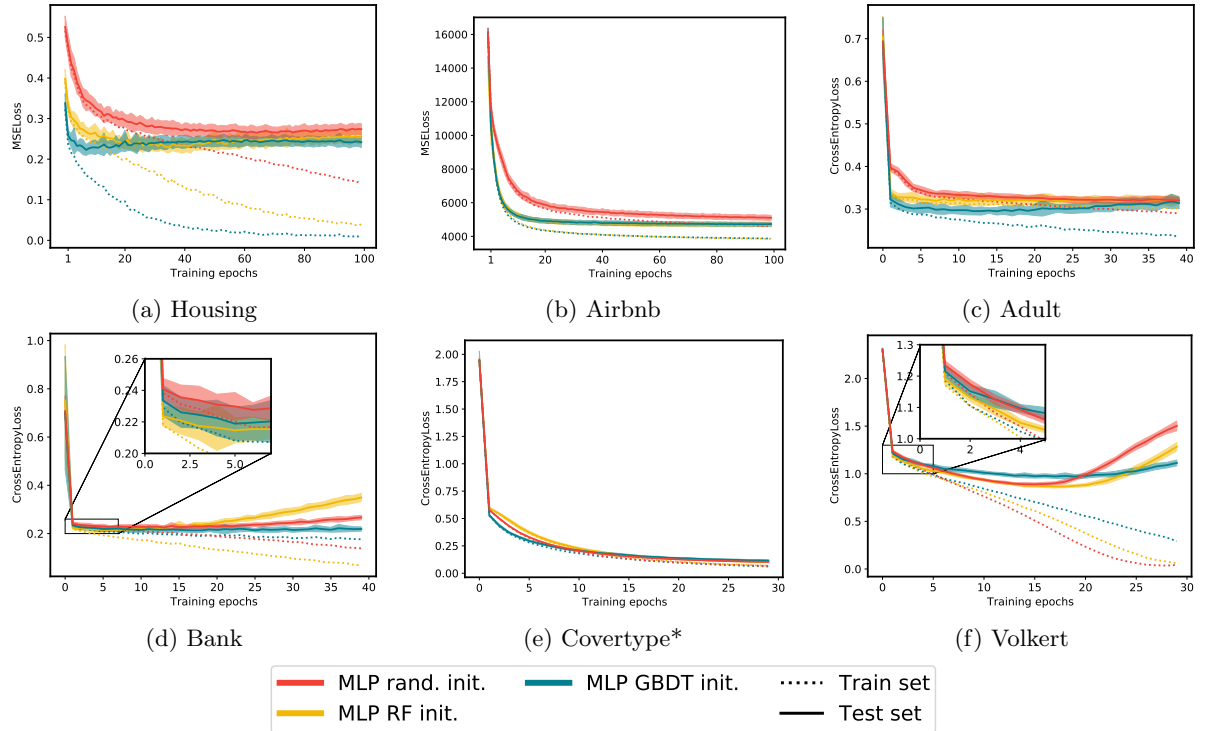 0.5
0.4
0.3
0.2
0.1
0.0
MSELoss
1 20 40 60 80 100
Training epochs
(a) Housing
16000
14000
12000
10000
8000
6000
4000
MSELoss
1 20 40 60 80 100
Training epochs
(b) Airbnb
0.7
0.6
0.5
0.4
0.3
CrossEntropyLoss
0 5 10 15 20 25 30 35 40
Training epochs
(c) Adult
1.0
0.8
0.6
0.4
0.2
CrossEntropyLoss
0.26
0.24
0.22
0.20
0.0 2.5 5.0
0 5 10 15 20 25 30 35 40
Training epochs
(d) Bank
2.00
1.75
1.50
1.25
1.00
0.75
0.50
0.25
0.00
CrossEntropyLoss
0 5 10 15 20 25 30
Training epochs
(e) Covertype*
2.0
1.5
1.0
0.5
0.0
CrossEntropyLoss
1.3
1.2
1.1
1.0
0 2 4
0 5 10 15 20 25 30
Training epochs
(f) Volkert
MLP rand. init. MLP GBDT init. Train set
MLP RF init. Test set